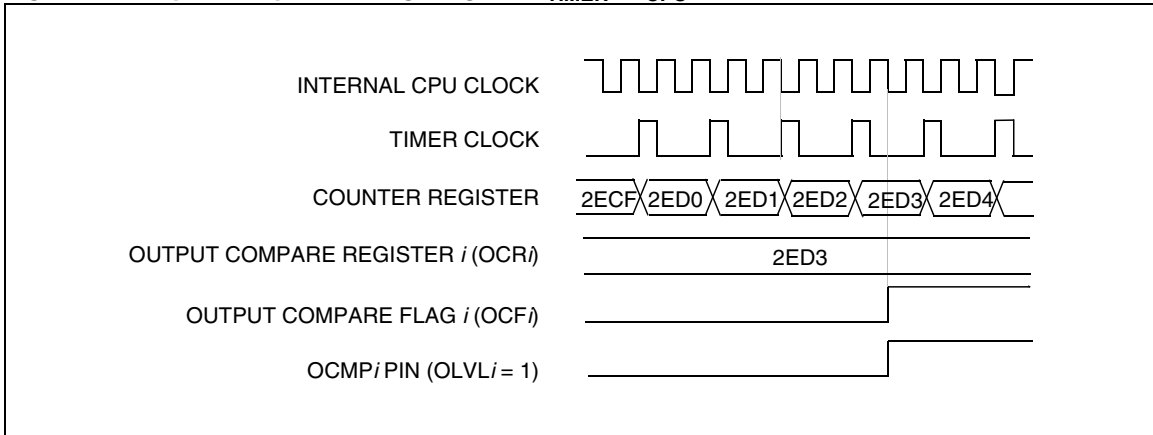 INTERNAL CPU CLOCK
TIMER CLOCK
COUNTER REGISTER 2ECF 2ED0 2ED1 2ED2 2ED3 2ED4
OUTPUT COMPARE REGISTER i (OCRi) 2ED3
OUTPUT COMPARE FLAG i (OCFi)
OCMPi PIN (OLVLi = 1)